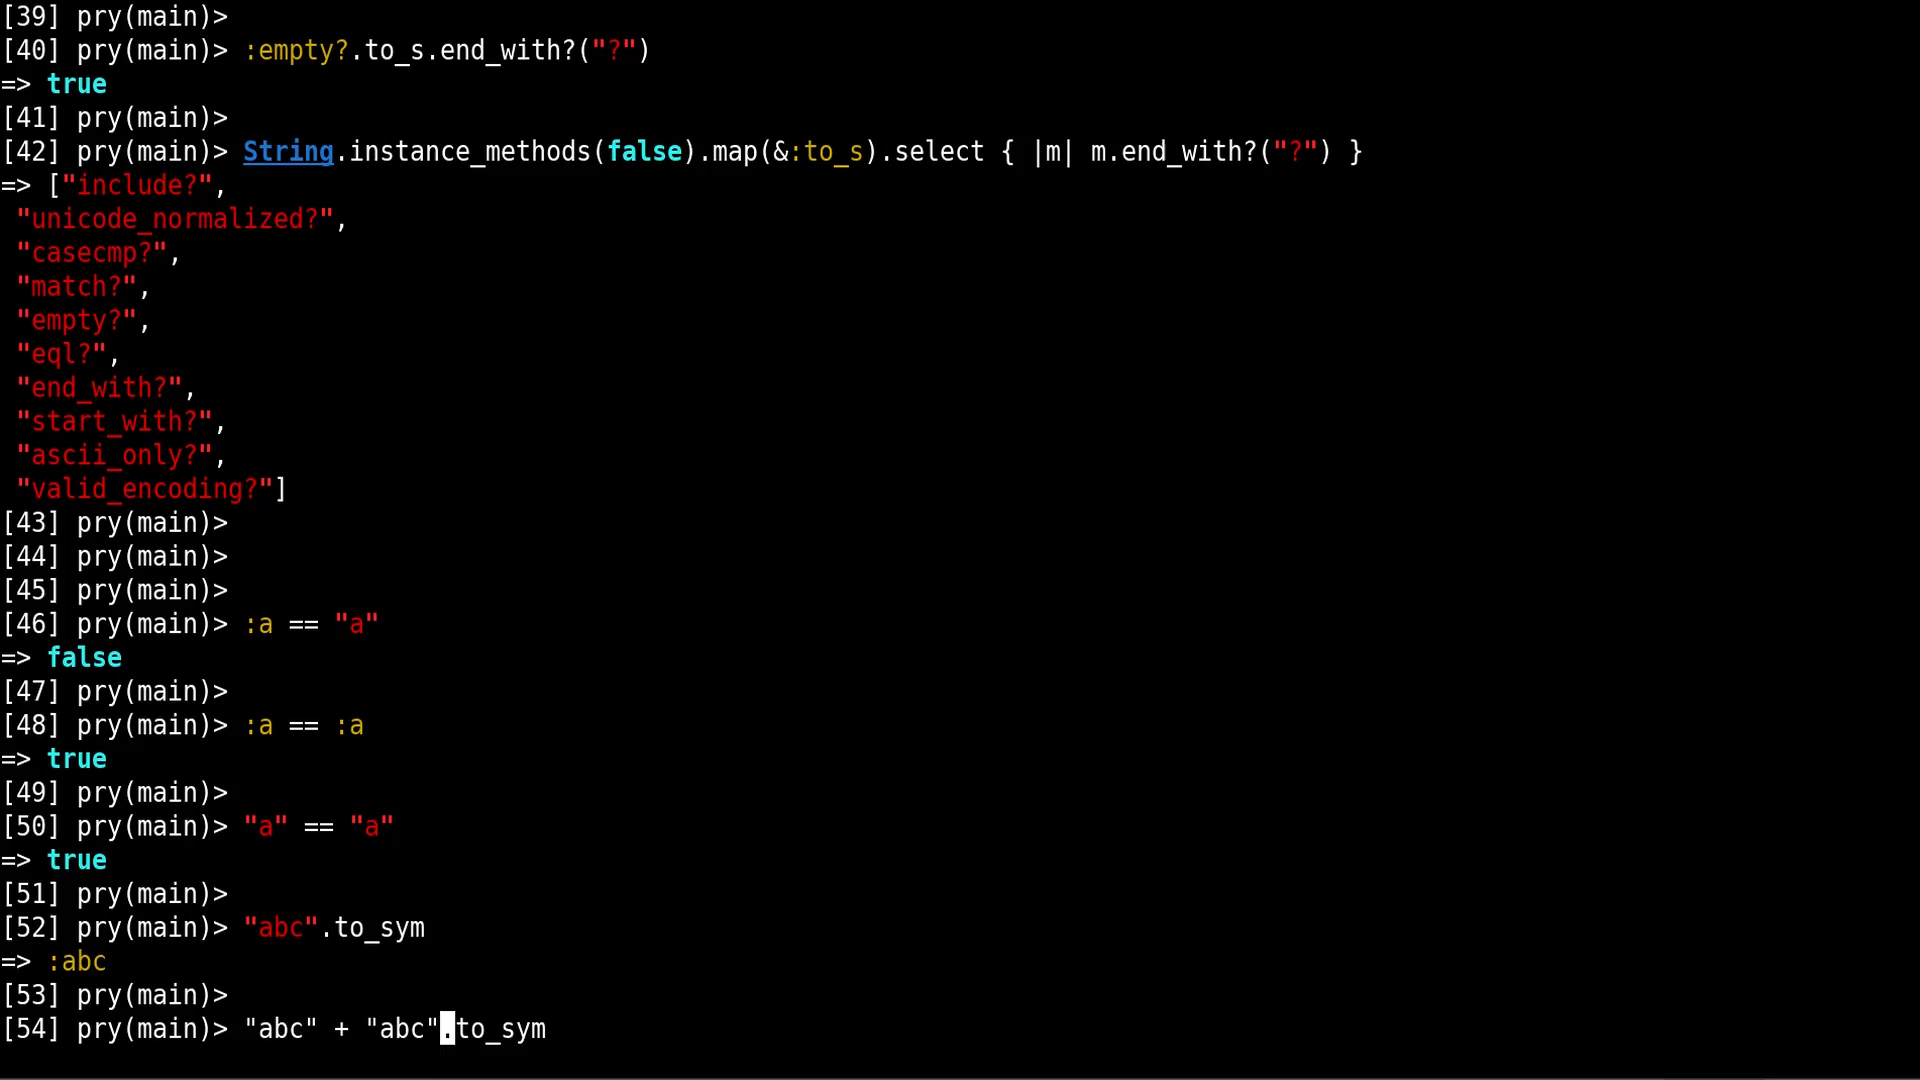 [39] pry(main)>
[40] pry(main)> :empty?.to_s.end_with?("?")
=> true
[41] pry(main)>
[42] pry(main)> String.instance_methods(false).map(&:to_s).select { |m| m.end_with?("?") }
=> ["include?",
 "unicode_normalized?",
 "casecmp?",
 "match?",
 "empty?",
 "eql?",
 "end_with?",
 "start_with?",
 "ascii_only?",
 "valid_encoding?"]
[43] pry(main)>
[44] pry(main)>
[45] pry(main)>
[46] pry(main)> :a == "a"
=> false
[47] pry(main)>
[48] pry(main)> :a == :a
=> true
[49] pry(main)>
[50] pry(main)> "a" == "a"
=> true
[51] pry(main)>
[52] pry(main)> "abc".to_sym
=> :abc
[53] pry(main)>
[54] pry(main)> "abc" + "abc".to_sym